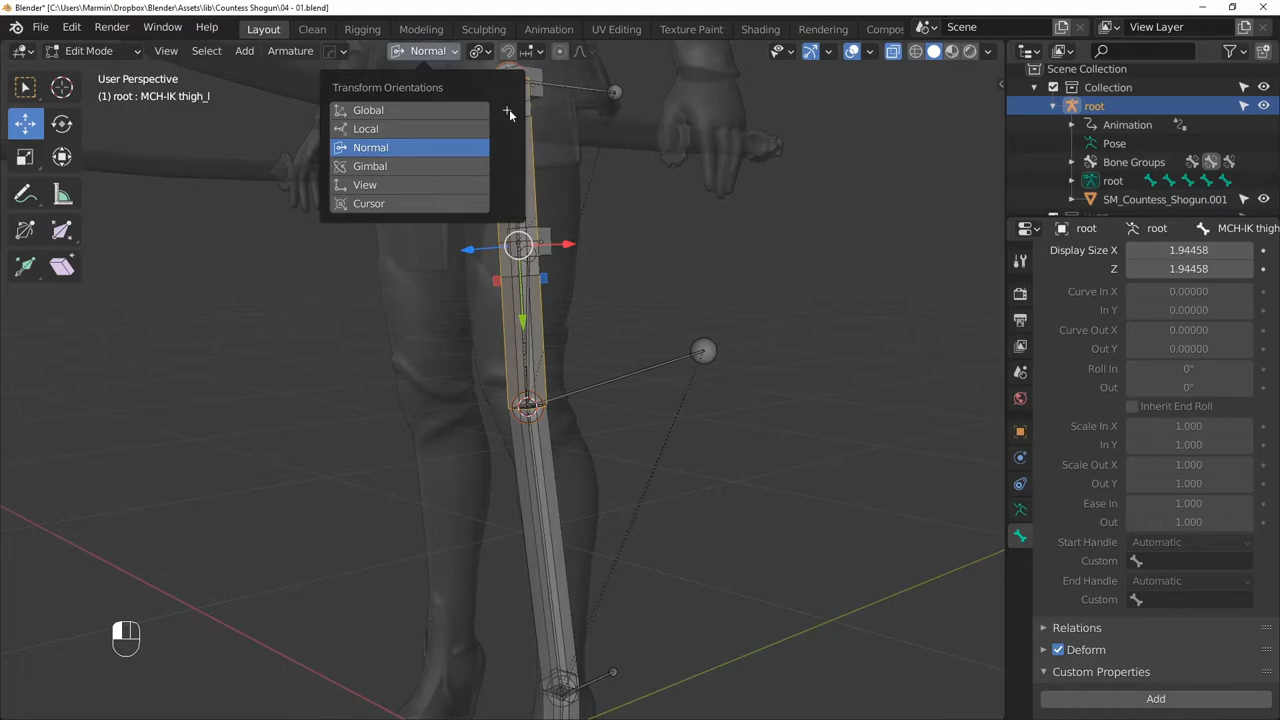 Blender* [C:\Users\Marmin\Dropbox\Blender\Assets\lib\Countess Shogun\04 - 01.blend]
File Edit Render Window Help Layout Clean Rigging Modeling Sculpting Animation UV Editing Texture Paint Shading Rendering Compos Scene View Layer
Edit Mode View Select Add Armature Normal
Scene Collection
User Perspective
(1) root : MCH-IK thigh_l
Transform Orientations
Global
Local
Normal
Gimbal
View
Cursor
Collection
root
Animation
Pose
Bone Groups
root
SM_Countess_Shogun.001
root root MCH-IK thigh
Display Size X 1.94458
Z 1.94458
Curve In X 0.00000
In Y 0.00000
Curve Out X 0.00000
Out Y 0.00000
Roll In 0°
Out 0°
Inherit End Roll
Scale In X 1.000
In Y 1.000
Scale Out X 1.000
Out Y 1.000
Ease In 1.000
Out 1.000
Start Handle Automatic
Custom
End Handle Automatic
Custom
Relations
Deform
Custom Properties
Add